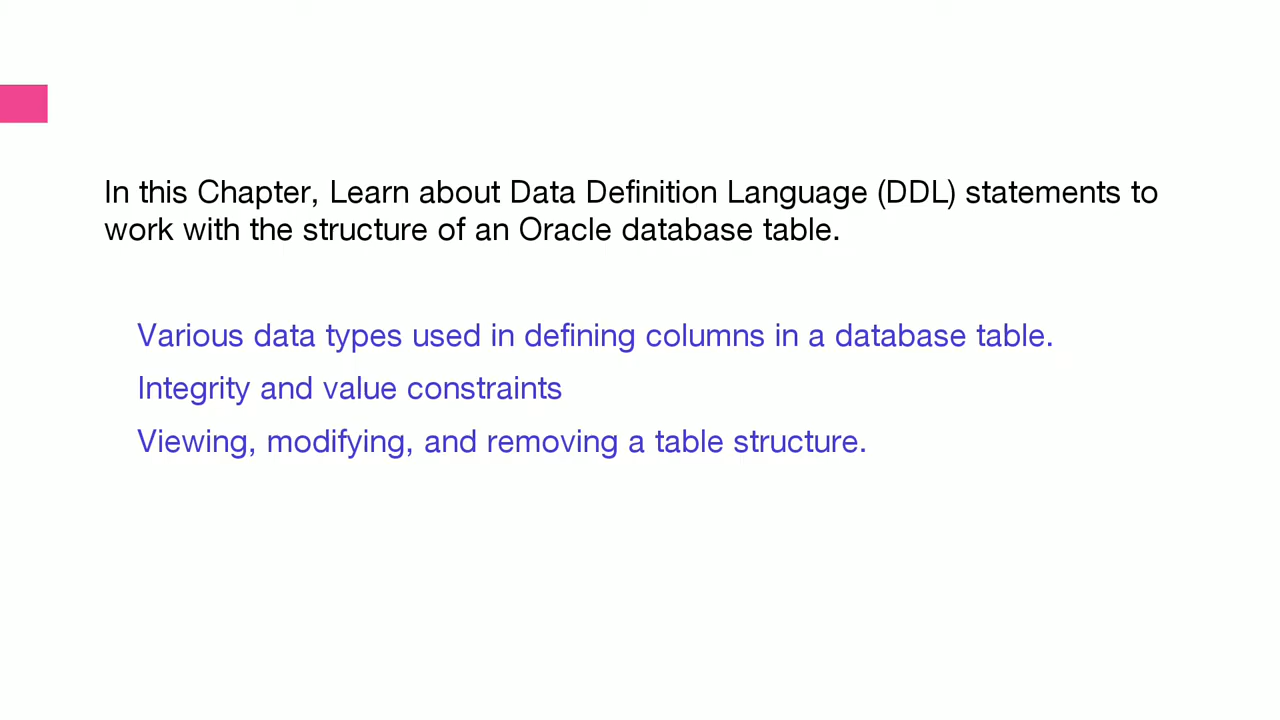 In this Chapter, Learn about Data Definition Language (DDL) statements to
work with the structure of an Oracle database table.
Various data types used in defining columns in a database table.
Integrity and value constraints
Viewing, modifying, and removing a table structure.